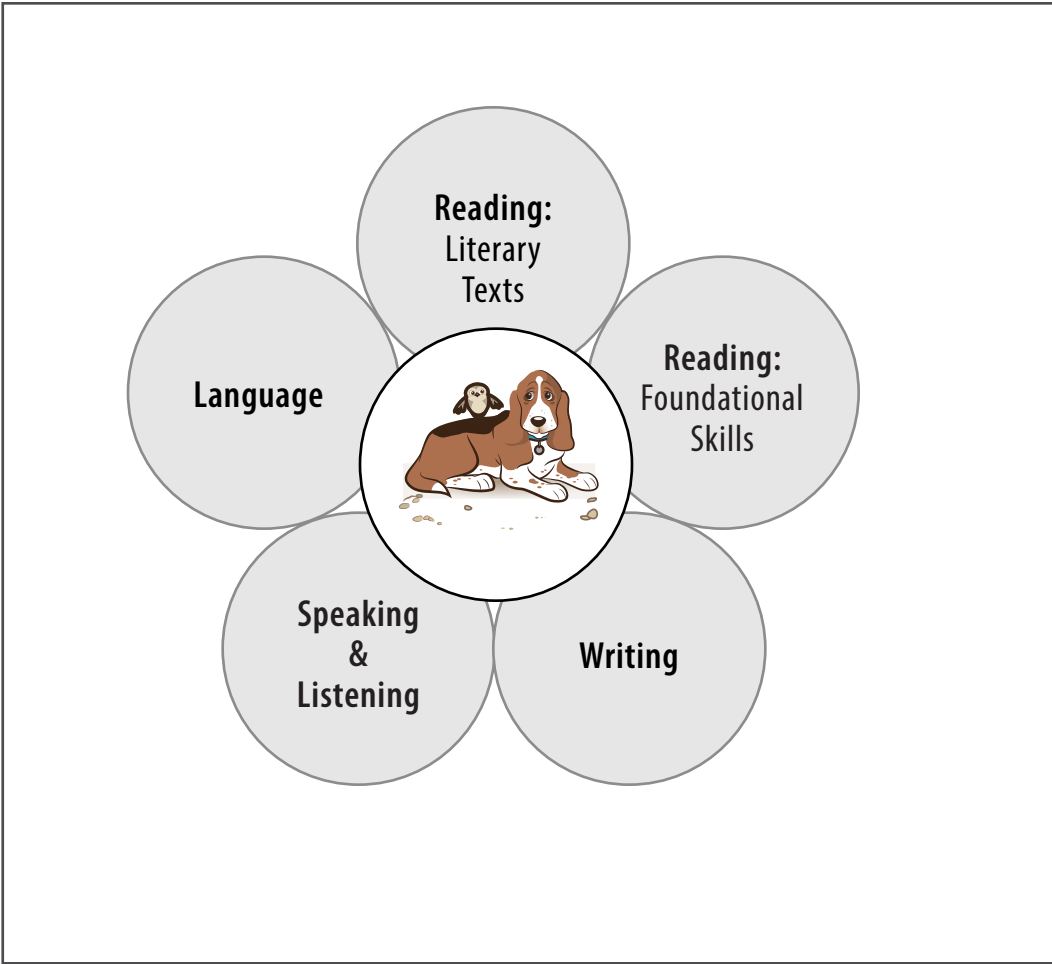 Reading:
Literary
Texts
Reading:
Foundational
Skills
Language
Speaking
&
Listening
Writing